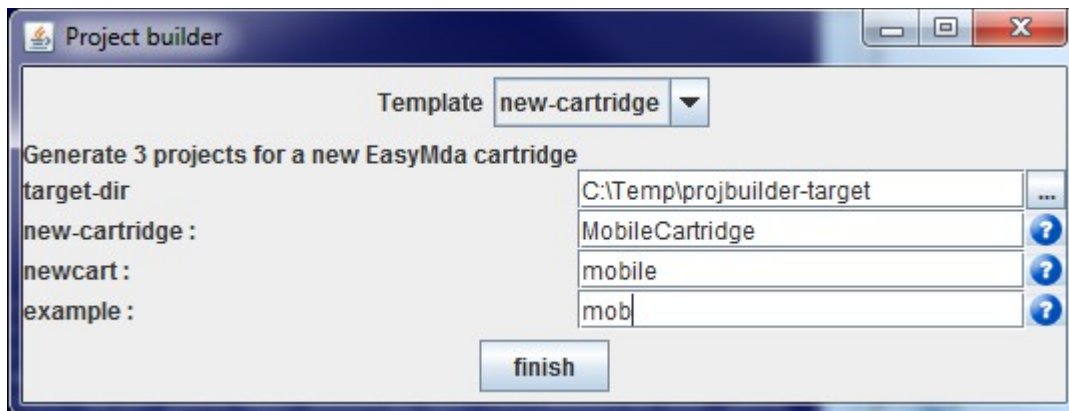 Project builder
Template new-cartridge
Generate 3 projects for a new EasyMda cartridge
target-dir C:\Temp\projbuilder-target ...
new-cartridge : MobileCartridge ?
newcart : mobile ?
example : mob ?
finish